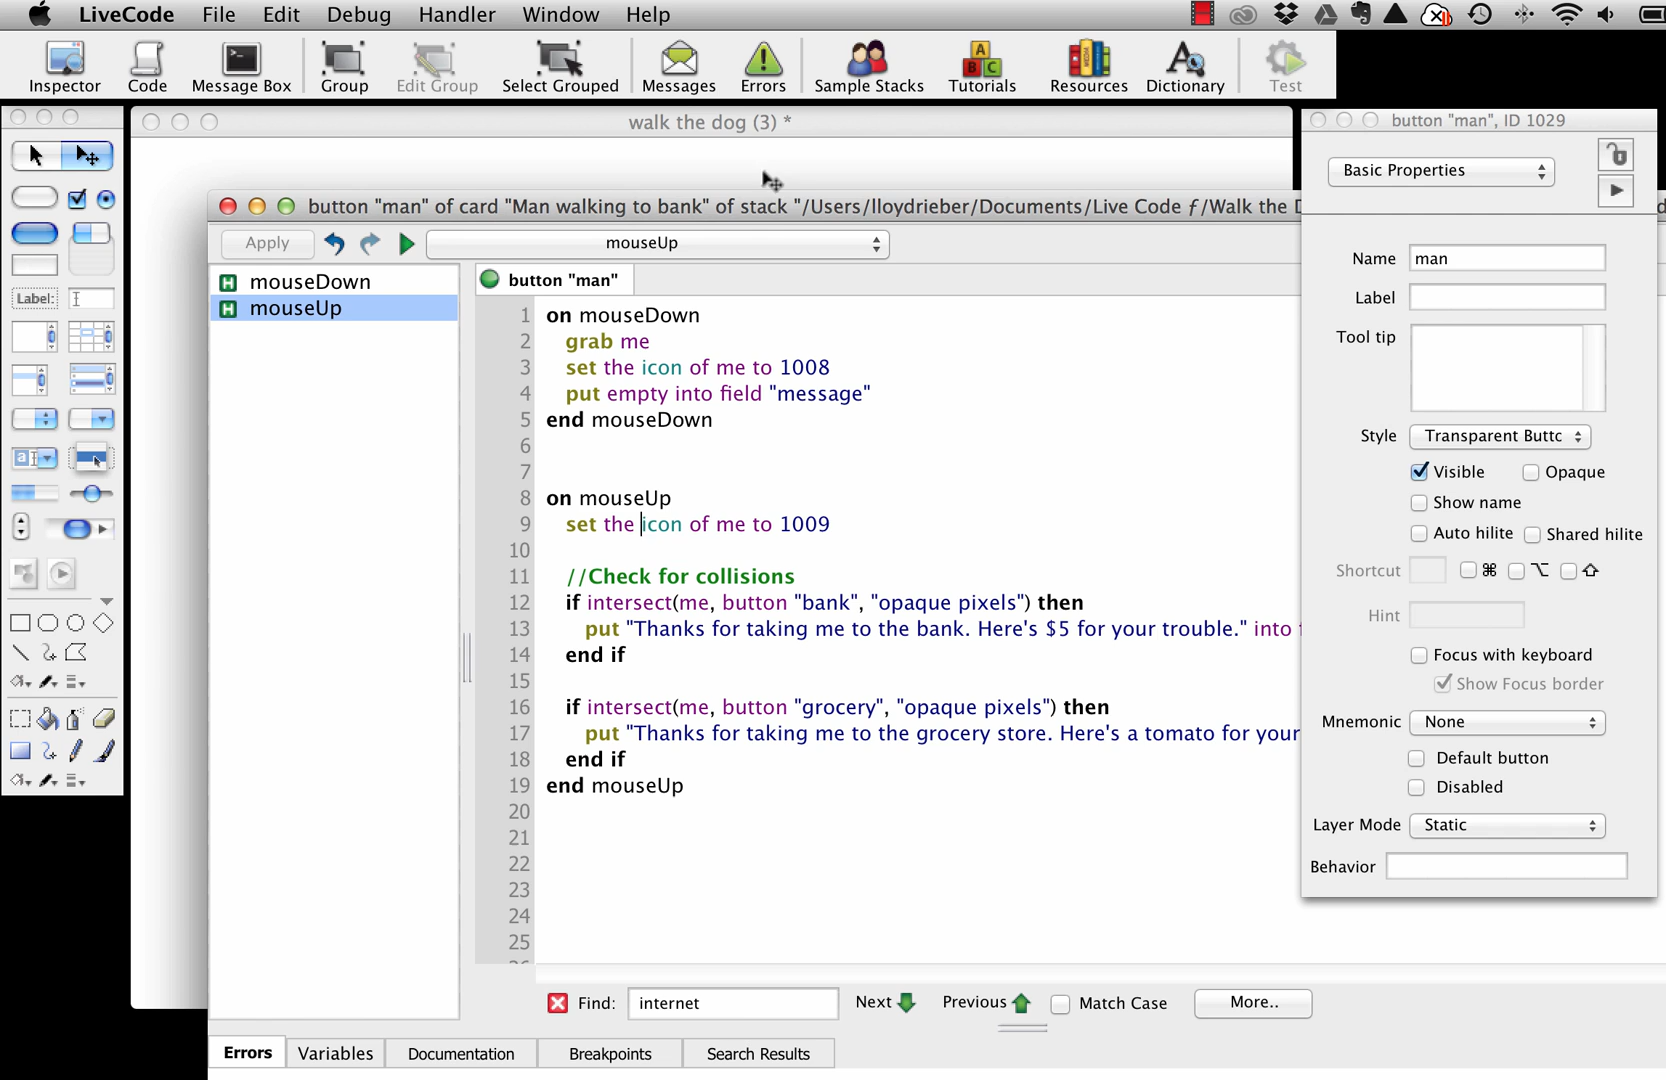 LiveCode File Edit Debug Handler Window Help
Inspector Code Message Box Group Edit Group Select Grouped Messages Errors Sample Stacks Tutorials Resources Dictionary Test
walk the dog (3) *
button "man", ID 1029
Basic Properties
button "man" of card "Man walking to bank" of stack "/Users/lloydrieber/Documents/Live Code ƒ/Walk the D
Apply mouseUp
mouseDown
mouseUp
Label:
button "man"
1 on mouseDown
2 grab me
3 set the icon of me to 1008
4 put empty into field "message"
5 end mouseDown
6
7
8 on mouseUp
9 set the icon of me to 1009
10
11 //Check for collisions
12 if intersect(me, button "bank", "opaque pixels") then
13 put "Thanks for taking me to the bank. Here's $5 for your trouble." into f
14 end if
15
16 if intersect(me, button "grocery", "opaque pixels") then
17 put "Thanks for taking me to the grocery store. Here's a tomato for your
18 end if
19 end mouseUp
20
21
22
23
24
25
Name man
Label
Tool tip
Style Transparent Buttc
Visible Opaque
Show name
Auto hilite Shared hilite
Shortcut ⌘ ⌥ ⇧
Hint
Focus with keyboard
Show Focus border
Mnemonic None
Default button
Disabled
Layer Mode Static
Behavior
Find: internet Next Previous Match Case More..
Errors Variables Documentation Breakpoints Search Results